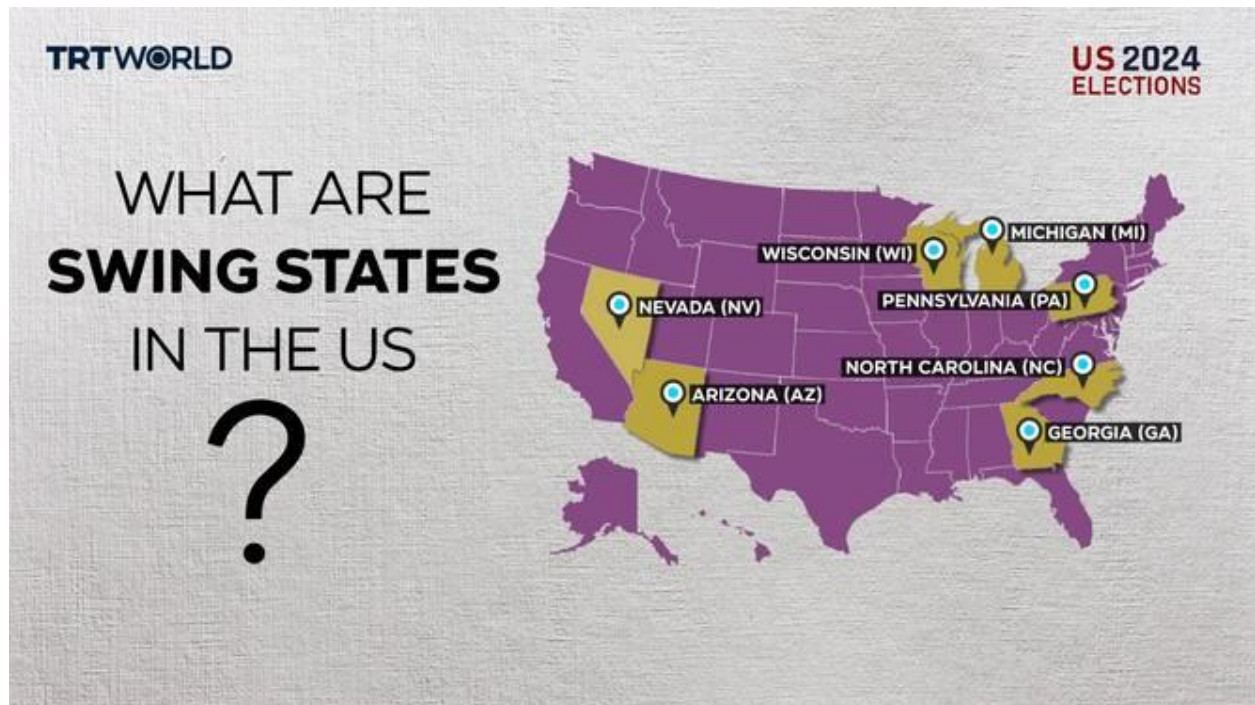 TRTWORLD
US 2024
ELECTIONS
WHAT ARE
SWING STATES
IN THE US
?
MICHIGAN (MI)
WISCONSIN (WI)
PENNSYLVANIA (PA)
NEVADA (NV)
NORTH CAROLINA (NC)
ARIZONA (AZ)
GEORGIA (GA)